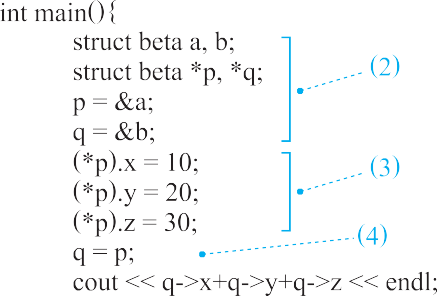 int main(){
struct beta a, b;
struct beta *p, *q;
(2)
p = &a;
q = &b;
(*p).x = 10;
(*p).y = 20;
(3)
(*p).z = 30;
q = p;
(4)
cout << q->x+q->y+q->z << endl;